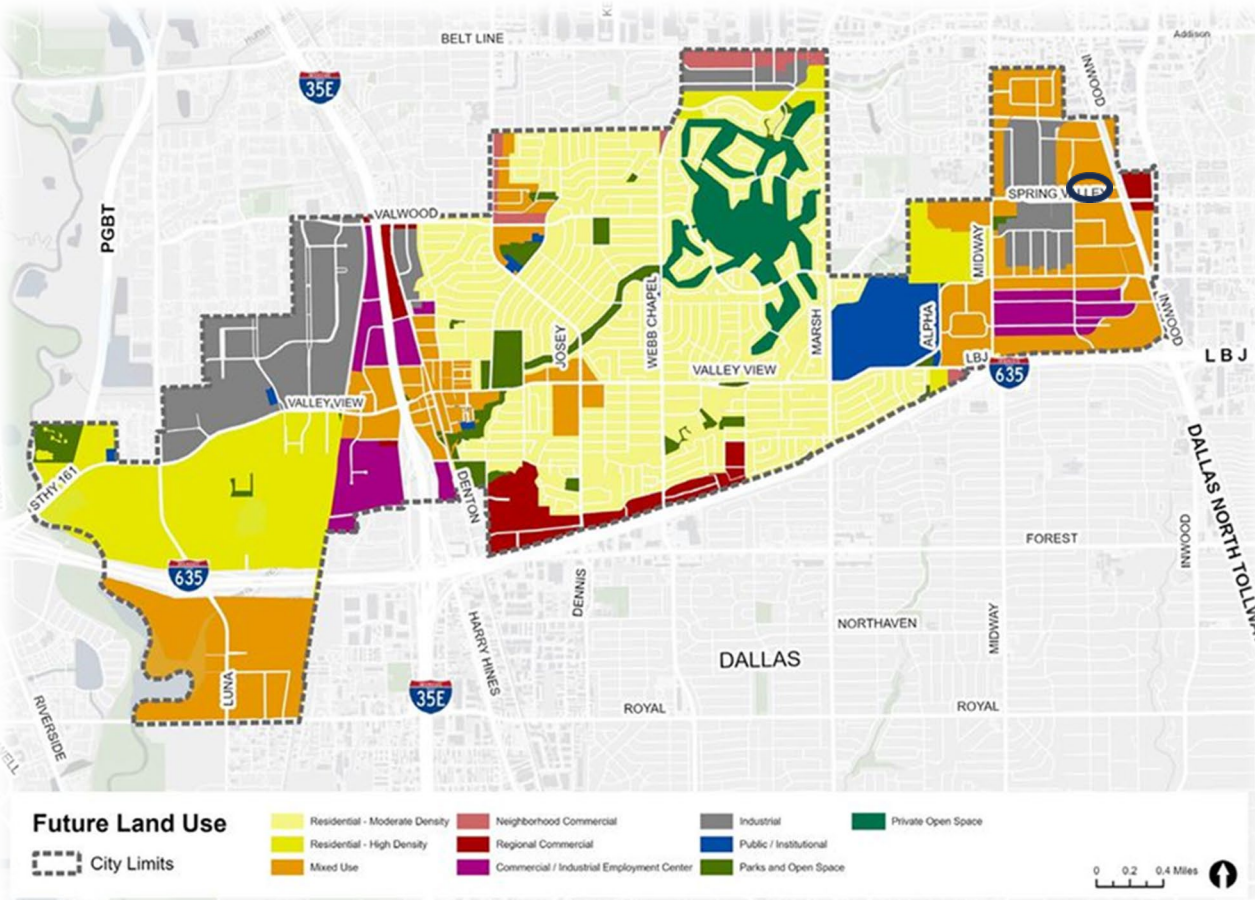 BELT LINE
Addison
INTERSTATE
35E
INWOOD
SPRING VALLEY
VALWOOD
PGBT
MIDWAY
WEBB CHAPEL
JOSEY
MARSH
ALPHA
INWOOD
LBJ
LBJ
635
VALLEY VIEW
VALLEY VIEW
STHY 161
DENTON
DALLAS NORTH TOLLWA
635
FOREST
INWOOD
DENNIS
HARRY HINES
NORTHAVEN
MIDWAY
DALLAS
LUNA
35E
ROYAL
ROYAL
RIVERSIDE
ELL
Future Land Use
City Limits
Residential - Moderate Density
Residential - High Density
Mixed Use
Neighborhood Commercial
Regional Commercial
Commercial / Industrial Employment Center
Industrial
Public / Institutional
Parks and Open Space
Private Open Space
0 0.2 0.4 Miles